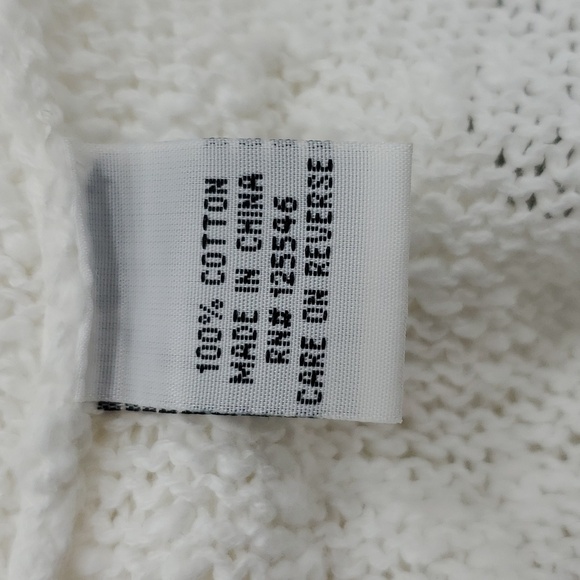 100% COTTON
MADE IN CHINA
RN# 125546
CARE ON REVERSE